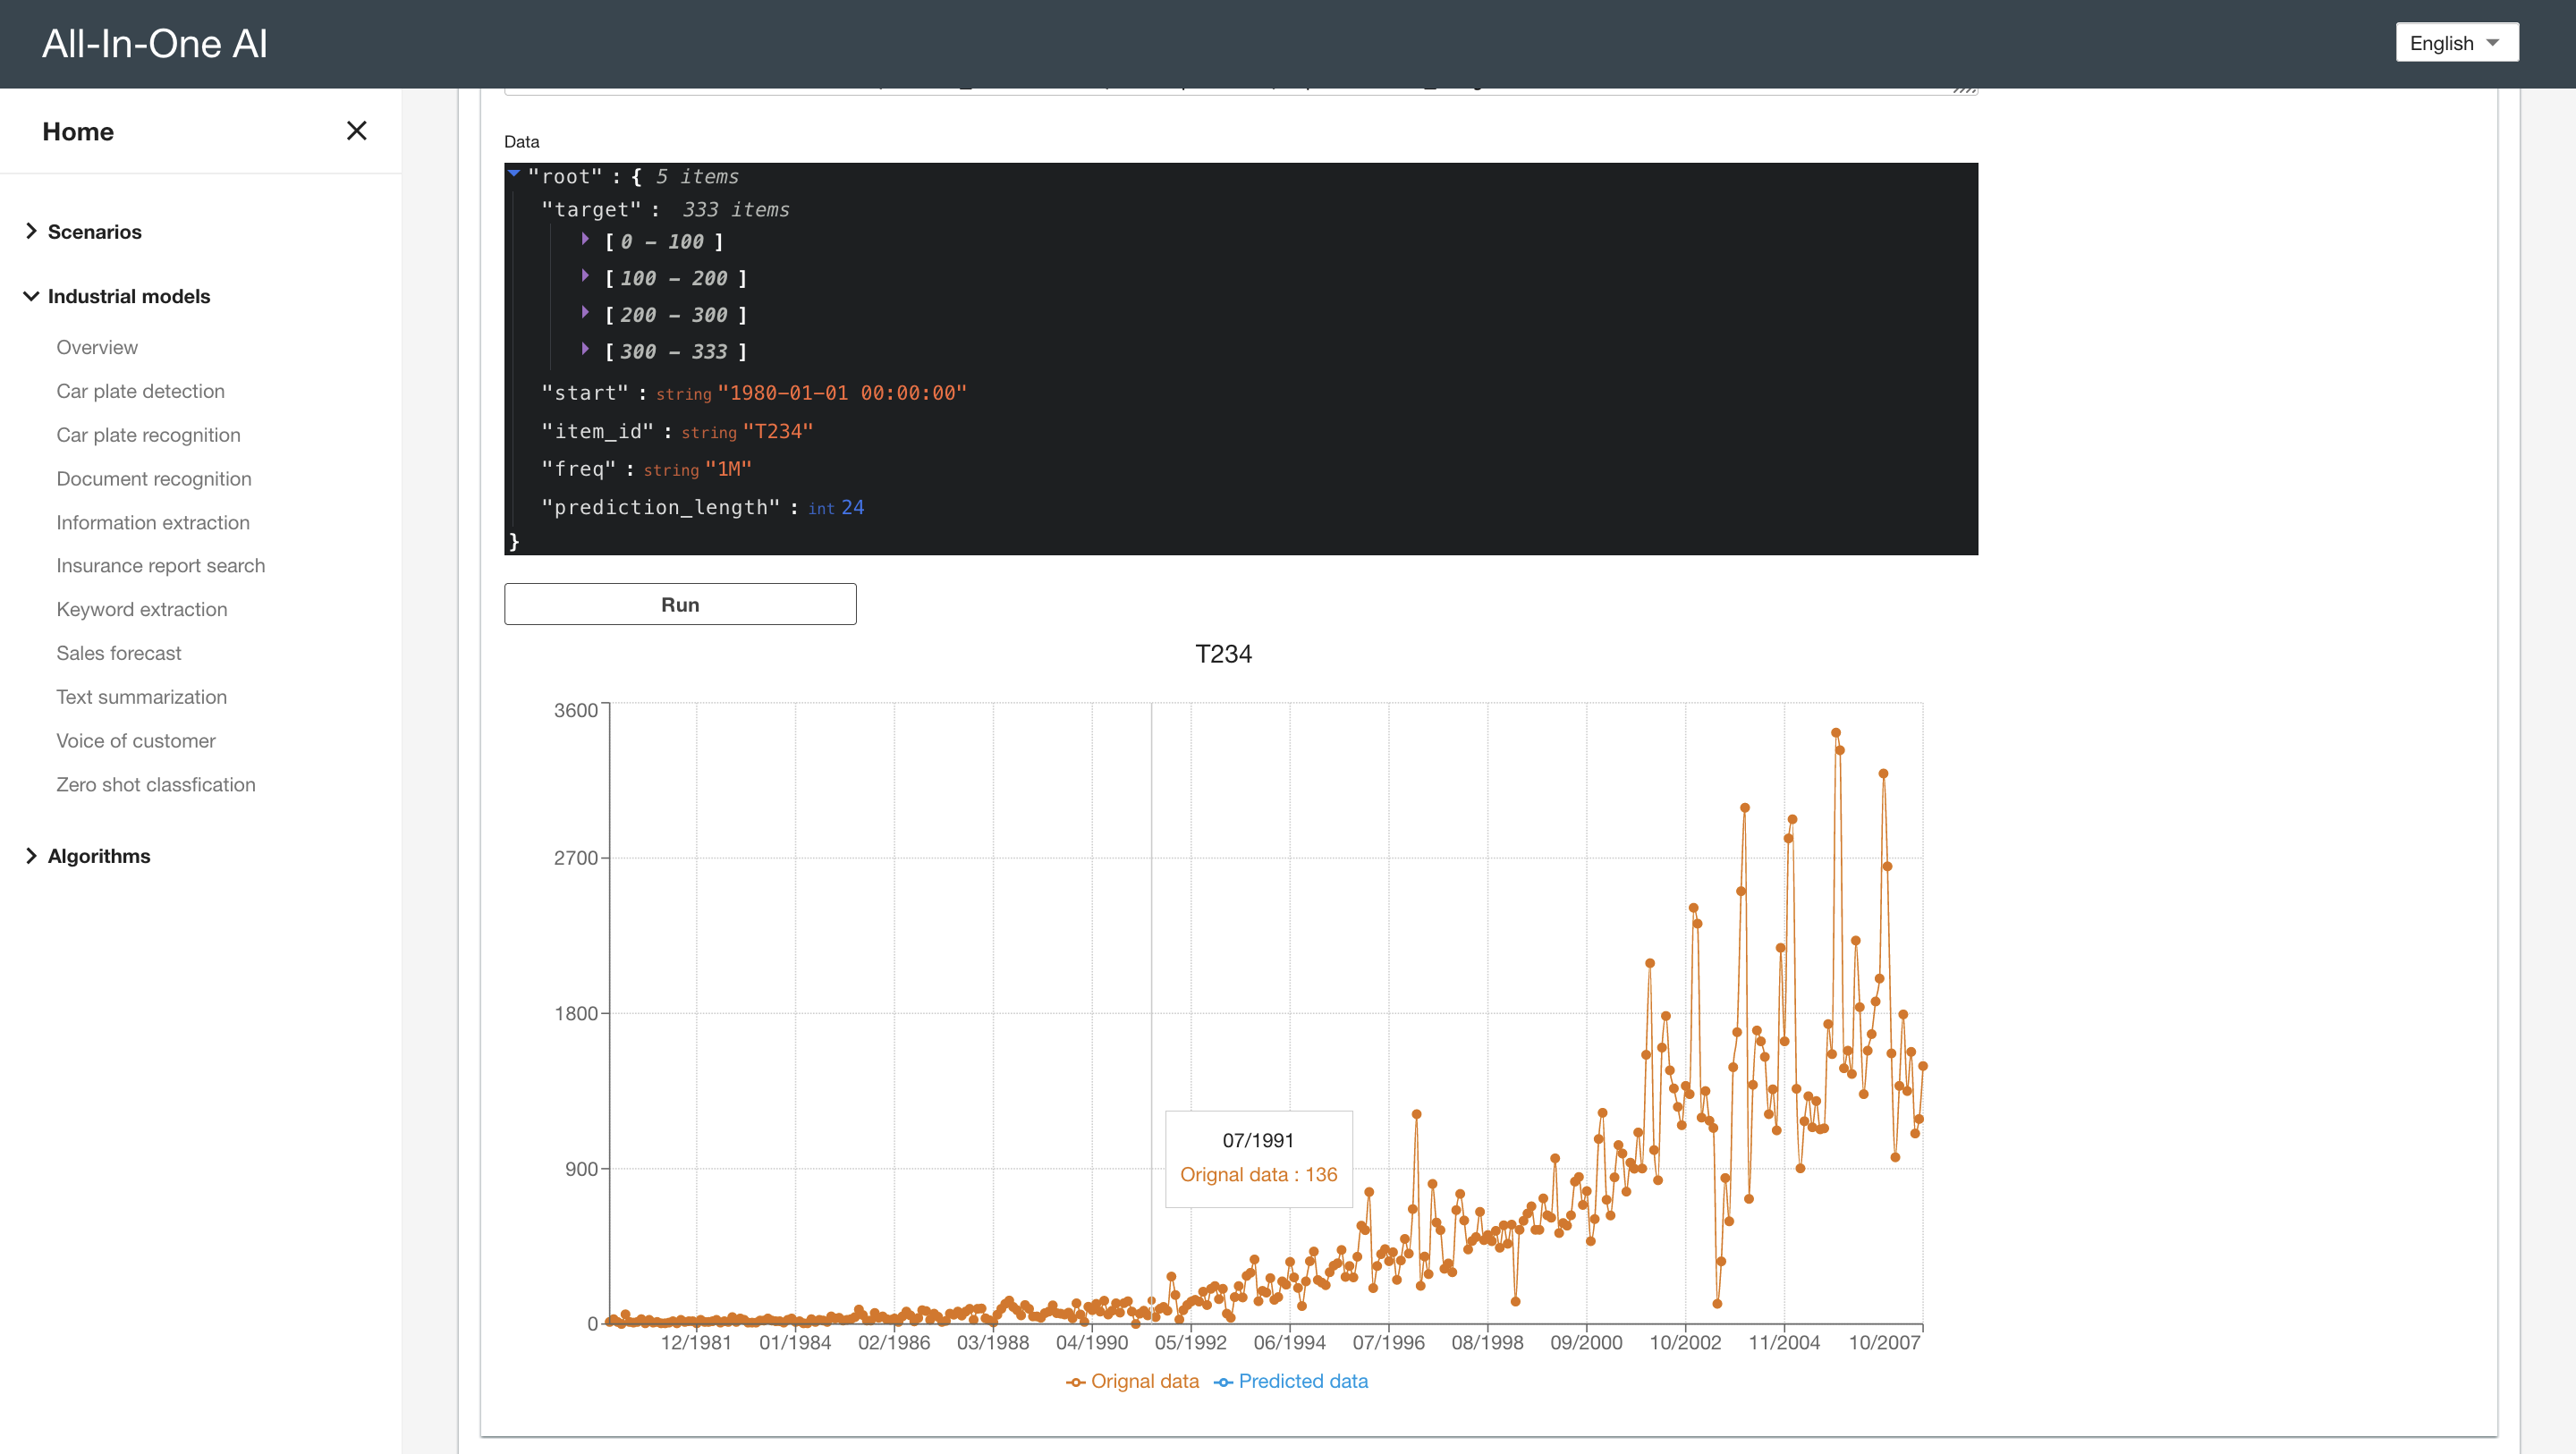 All-In-One AI
English
Home
Scenarios
Industrial models
Overview
Car plate detection
Car plate recognition
Document recognition
Information extraction
Insurance report search
Keyword extraction
Sales forecast
Text summarization
Voice of customer
Zero shot classfication
Algorithms
Data
"root" : { 5 items
"target" : 333 items
[ 0 – 100 ]
[ 100 – 200 ]
[ 200 – 300 ]
[ 300 – 333 ]
"start" : string "1980-01-01 00:00:00"
"item_id" : string "T234"
"freq" : string "1M"
"prediction_length" : int 24
}
Run
T234
3600
2700
1800
900
0
07/1991
Orignal data : 136
12/1981 01/1984 02/1986 03/1988 04/1990 05/1992 06/1994 07/1996 08/1998 09/2000 10/2002 11/2004 10/2007
Orignal data Predicted data